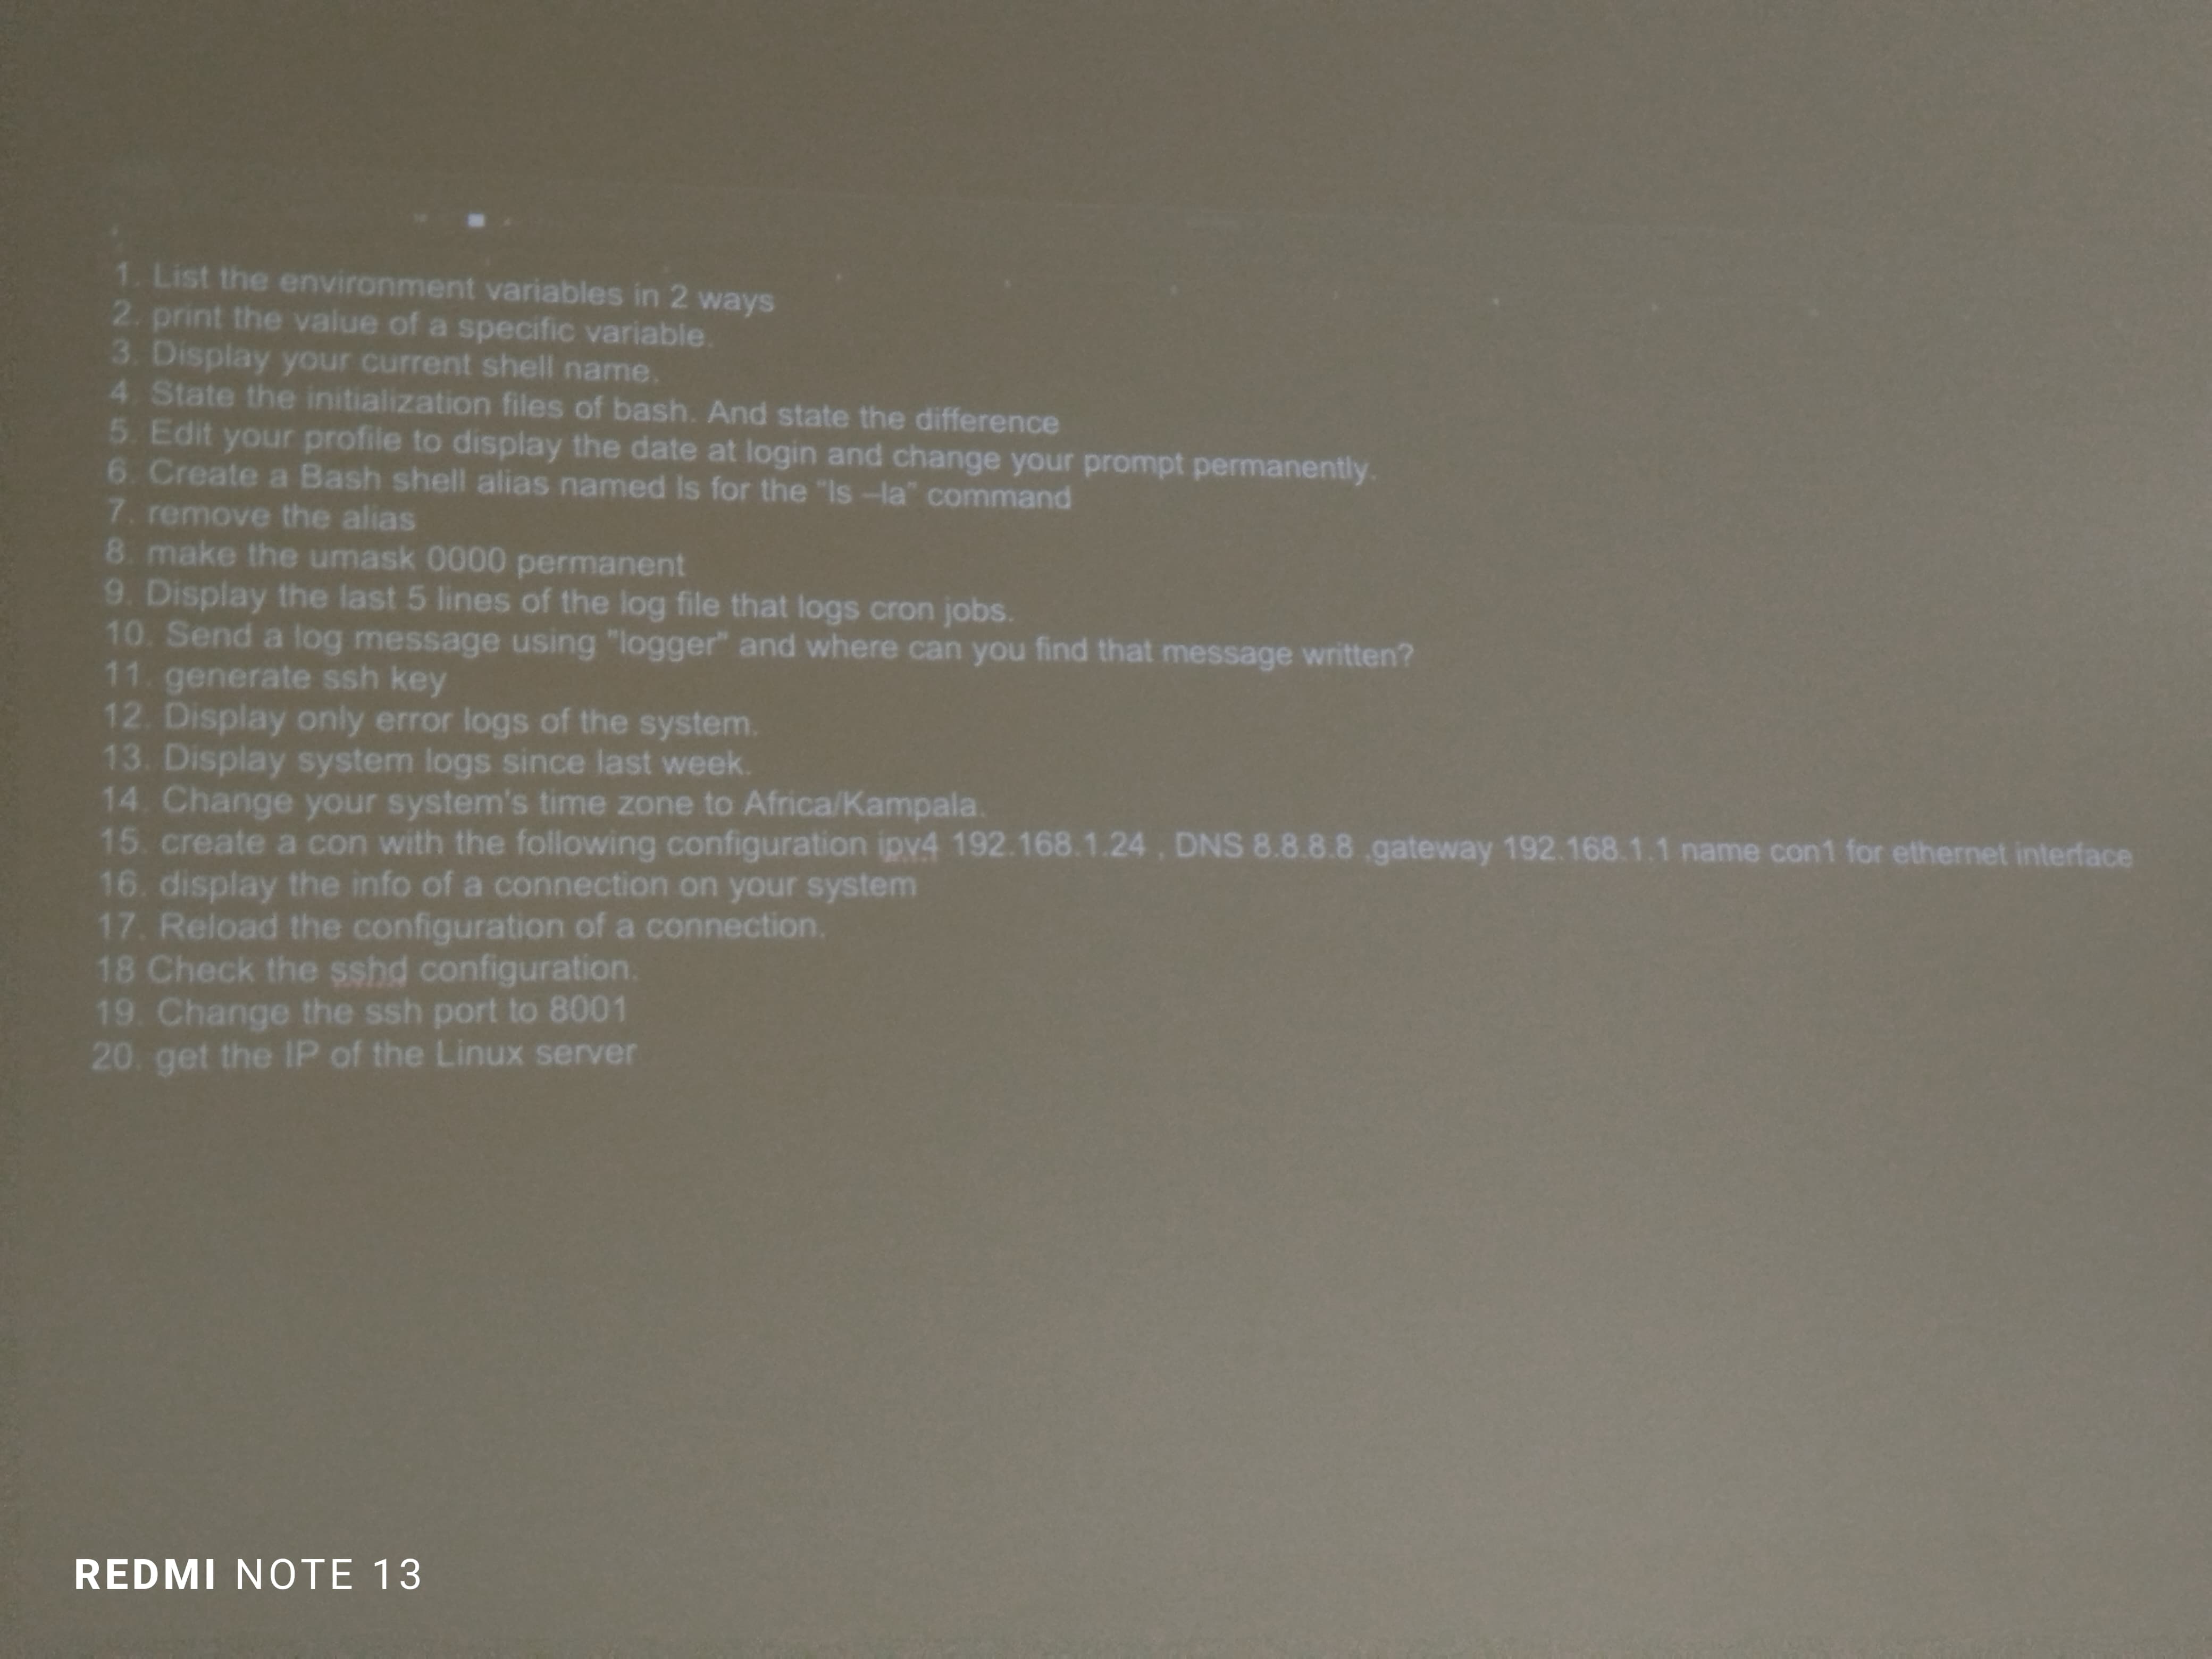 1. List the environment variables in 2 ways
2. print the value of a specific variable.
3. Display your current shell name.
4. State the initialization files of bash. And state the difference
5. Edit your profile to display the date at login and change your prompt permanently.
6. Create a Bash shell alias named ls for the “ls –la” command
7. remove the alias
8. make the umask 0000 permanent
9. Display the last 5 lines of the log file that logs cron jobs.
10. Send a log message using "logger" and where can you find that message written?
11. generate ssh key
12. Display only error logs of the system.
13. Display system logs since last week.
14. Change your system's time zone to Africa/Kampala.
15. create a con with the following configuration ipv4 192.168.1.24 , DNS 8.8.8.8 ,gateway 192.168.1.1 name con1 for ethernet interface
16. display the info of a connection on your system
17. Reload the configuration of a connection.
18 Check the sshd configuration.
19. Change the ssh port to 8001
20. get the IP of the Linux server
REDMI NOTE 13